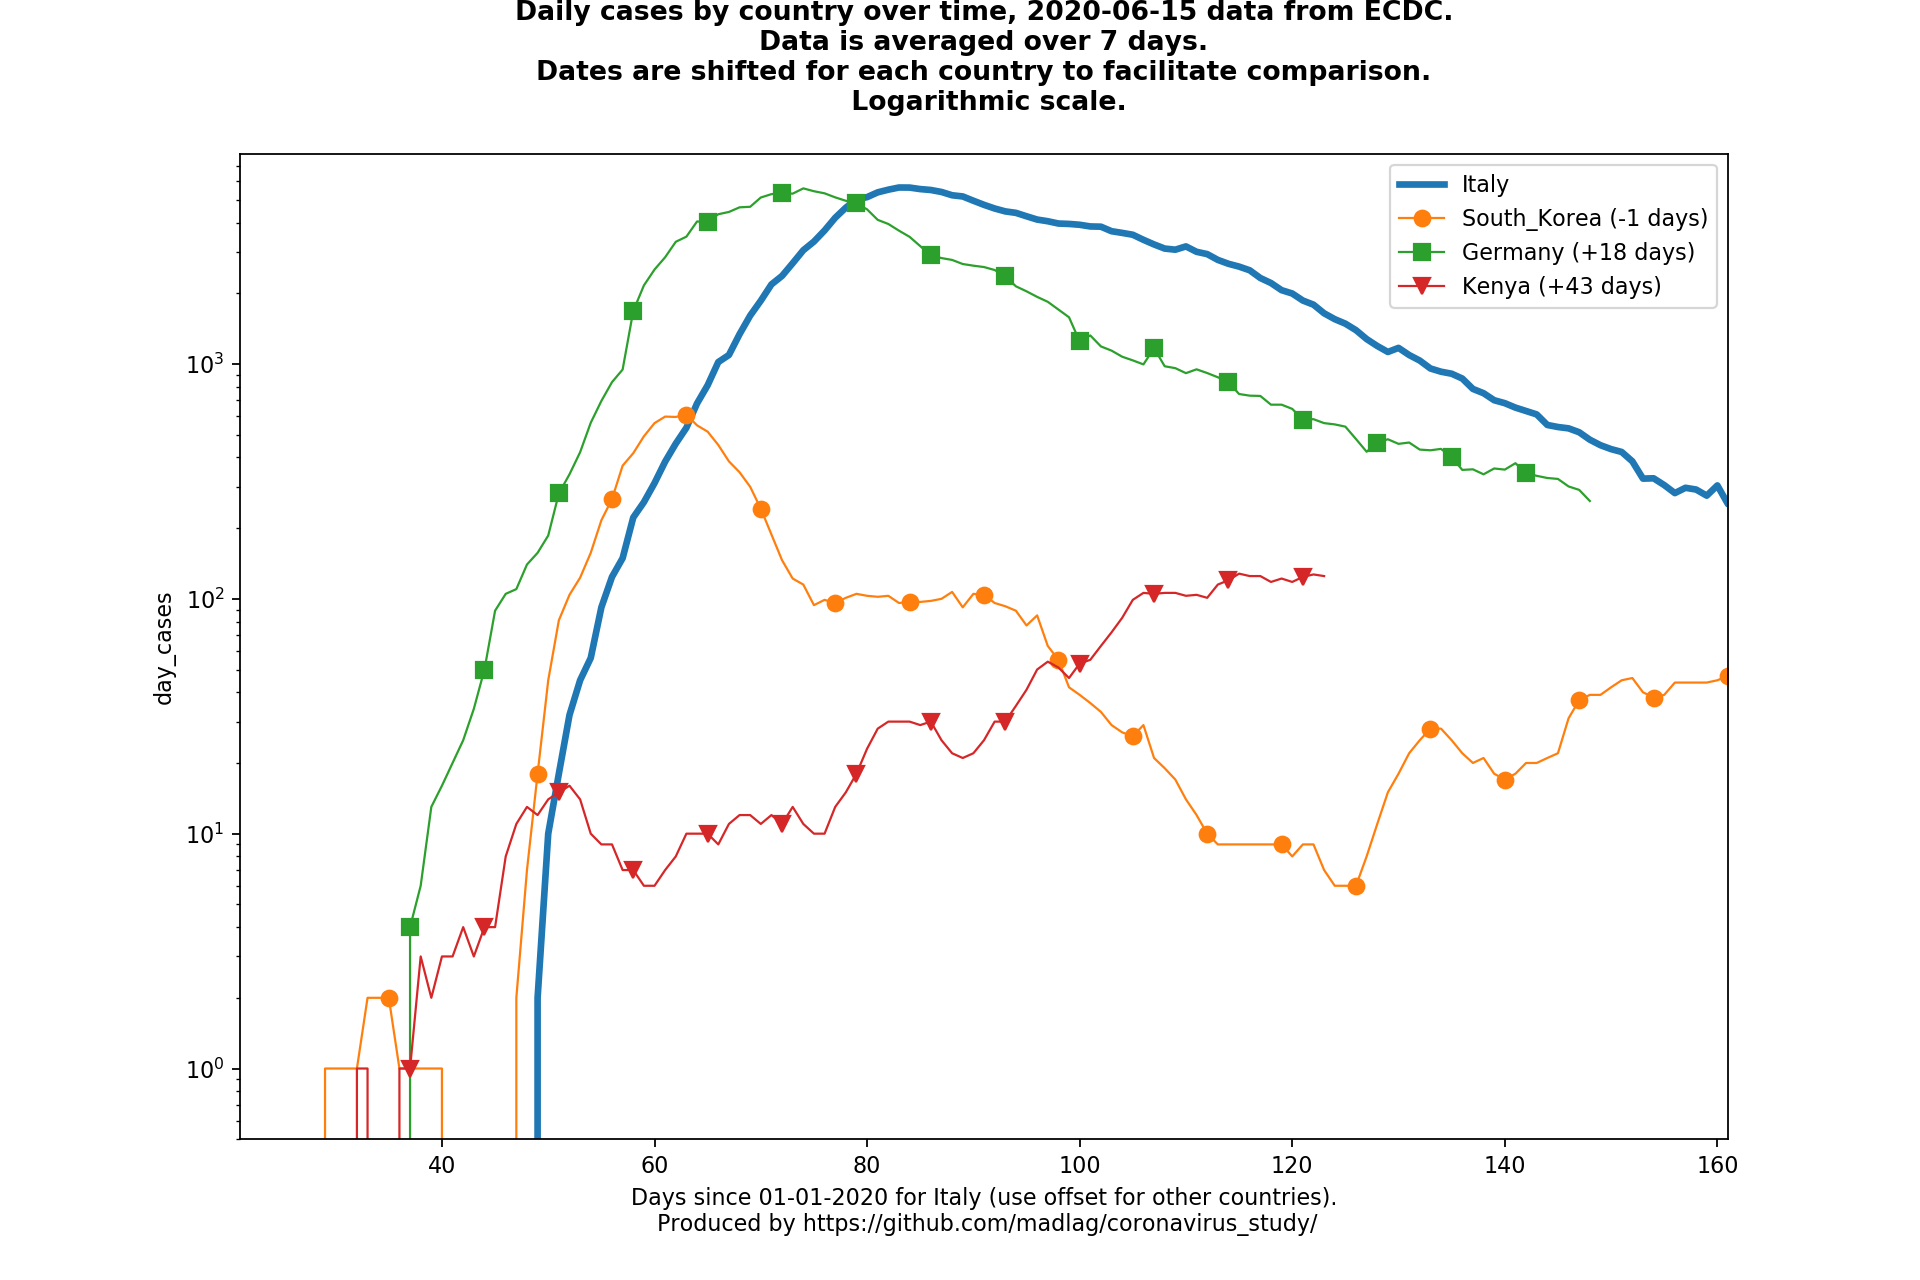 Daily cases by country over time, 2020-06-15 data from ECDC.
Data is averaged over 7 days.
Dates are shifted for each country to facilitate comparison.
Logarithmic scale.
Italy
South_Korea (-1 days)
Germany (+18 days)
Kenya (+43 days)
day_cases
10³
10²
10¹
10⁰
40 60 80 100 120 140 160
Days since 01-01-2020 for Italy (use offset for other countries).
Produced by https://github.com/madlag/coronavirus_study/